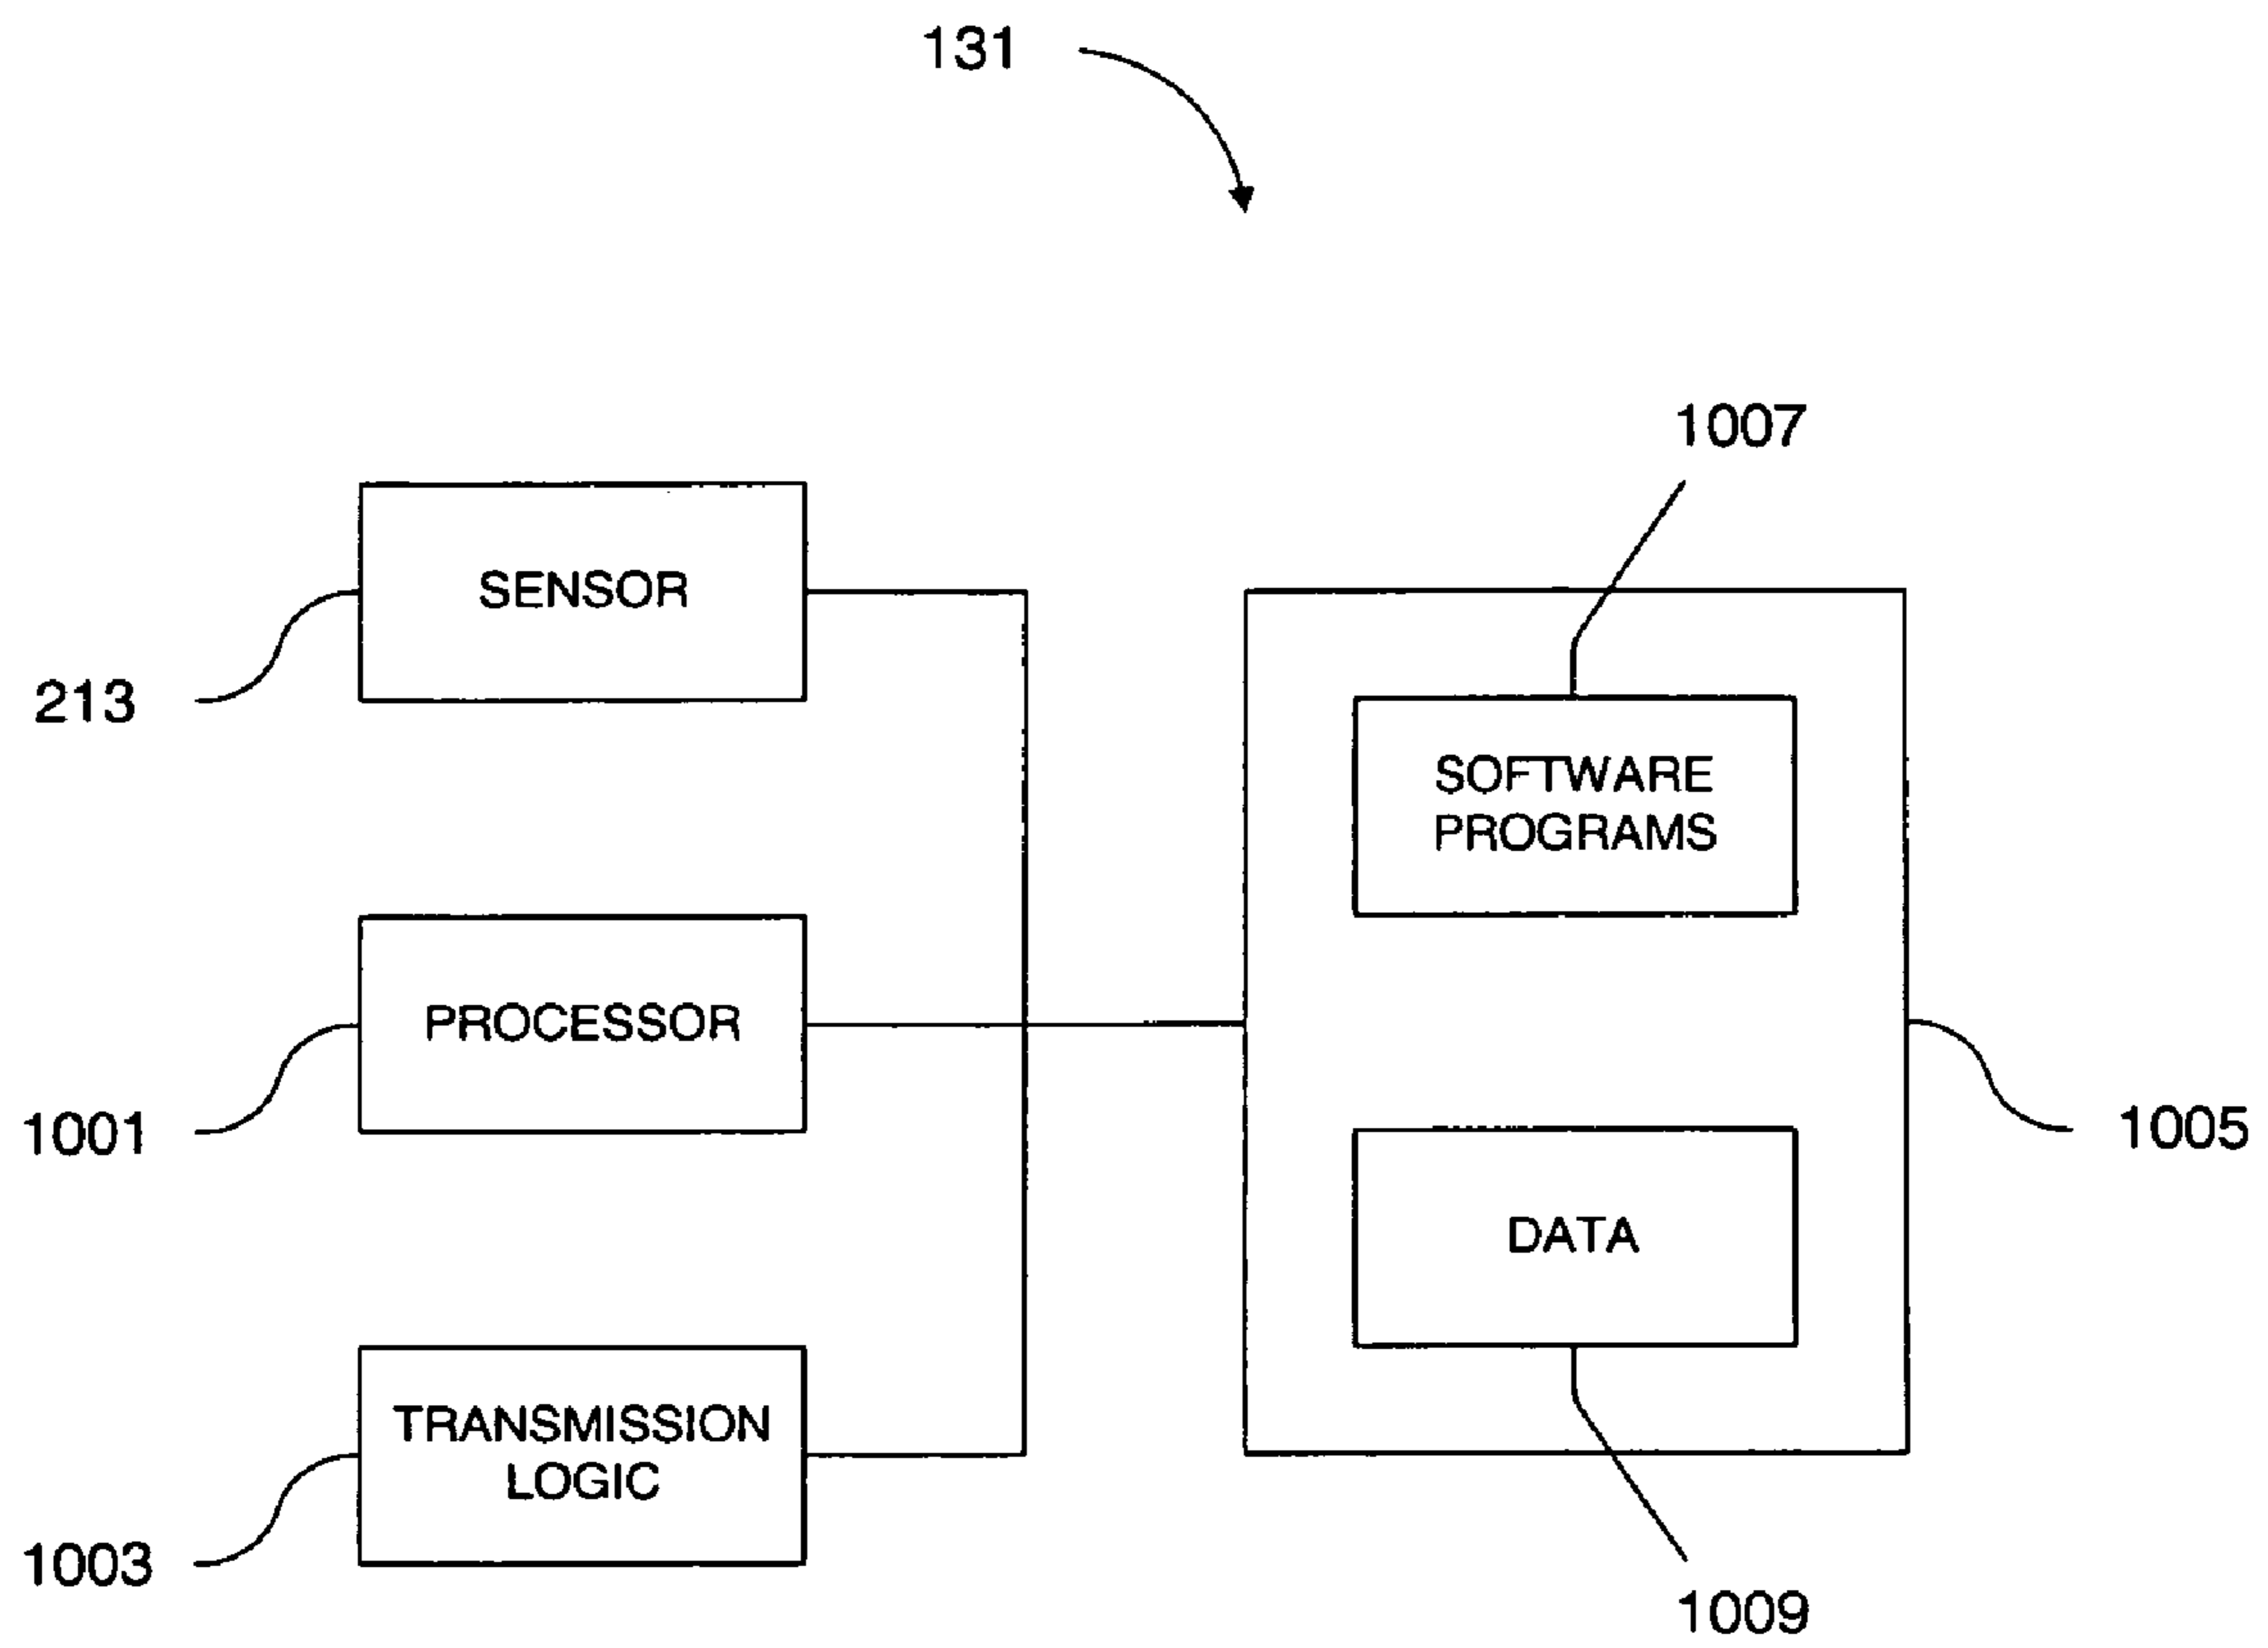 131
1007
SENSOR
213
SOFTWARE
PROGRAMS
PROCESSOR
1001
1005
DATA
TRANSMISSION
LOGIC
1003
1009